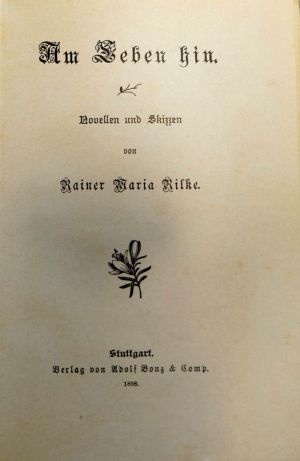 Am Leben hin.
Novellen und Skizzen
von
Rainer Maria Rilke.
Stuttgart.
Verlag von Adolf Bonz & Comp.
1898.